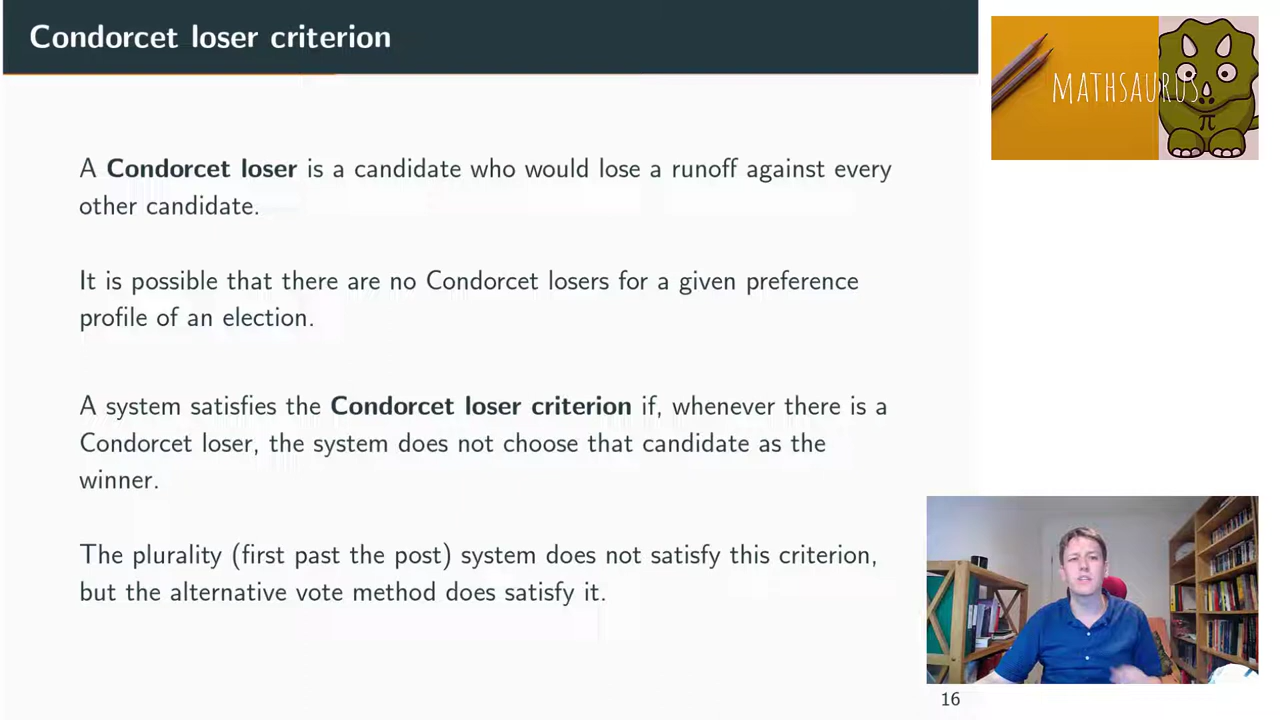 Condorcet loser criterion
MATHSAURUS
π
A Condorcet loser is a candidate who would lose a runoff against every
other candidate.
It is possible that there are no Condorcet losers for a given preference
profile of an election.
A system satisfies the Condorcet loser criterion if, whenever there is a
Condorcet loser, the system does not choose that candidate as the
winner.
The plurality (first past the post) system does not satisfy this criterion,
but the alternative vote method does satisfy it.
16